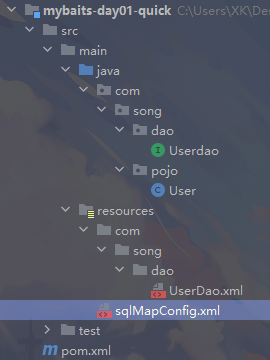 mybaits-day01-quick C:\Users\XK\De
src
main
java
com
song
dao
Userdao
pojo
User
resources
com
song
dao
UserDao.xml
sqlMapConfig.xml
test
pom.xml